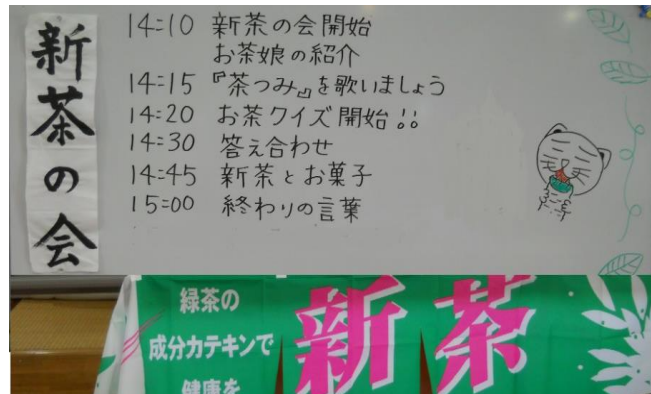 新茶の会
14:10 新茶の会開始
お茶娘の紹介
14:15 『茶つみ』を歌いましょう
14:20 お茶クイズ開始!!
14:30 答え合わせ
14:45 新茶とお菓子
15:00 終わりの言葉
緑茶の
成分カテキンで
健康を
新茶